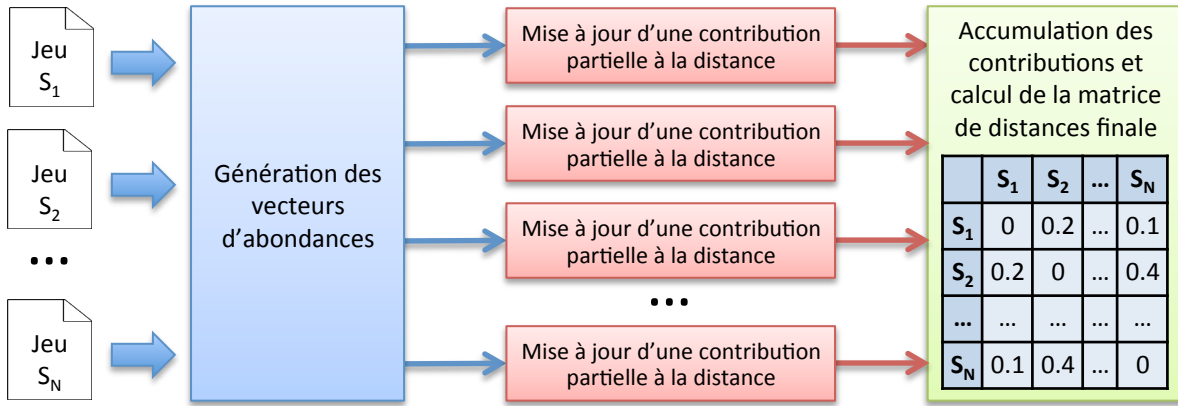 Jeu
S1
Jeu
S2
...
Jeu
SN
Génération des
vecteurs
d'abondances
Mise à jour d'une contribution
partielle à la distance
Mise à jour d'une contribution
partielle à la distance
Mise à jour d'une contribution
partielle à la distance
...
Mise à jour d'une contribution
partielle à la distance
Accumulation des
contributions et
calcul de la matrice
de distances finale
S1 S2 ... SN
S1 0 0.2 ... 0.1
S2 0.2 0 ... 0.4
... ... ... ... ...
SN 0.1 0.4 ... 0